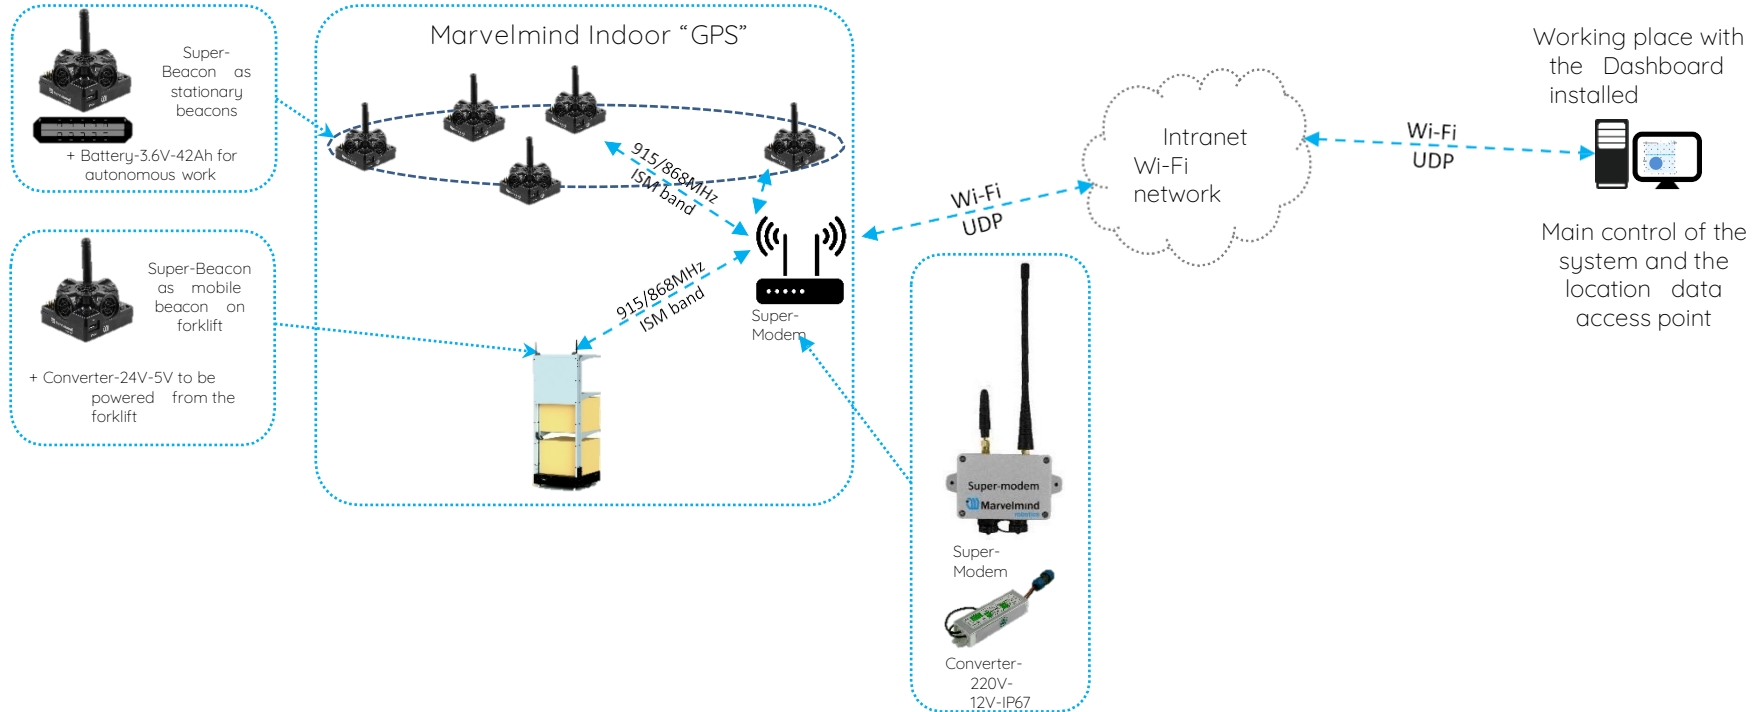 Super-
Beacon as
stationary
beacons
+ Battery-3.6V-42Ah for
autonomous work
Super-Beacon
as mobile
beacon on
forklift
+ Converter-24V-5V to be
powered from the
forklift
Marvelmind Indoor “GPS”
915/868MHz
ISM band
915/868MHz
ISM band
Super-
Modem
Wi-Fi
UDP
Super-modem
Marvelmind
robotics
Super-
Modem
Converter-
220V-
12V-IP67
Intranet
Wi-Fi
network
Wi-Fi
UDP
Working place with
the Dashboard
installed
Main control of the
system and the
location data
access point